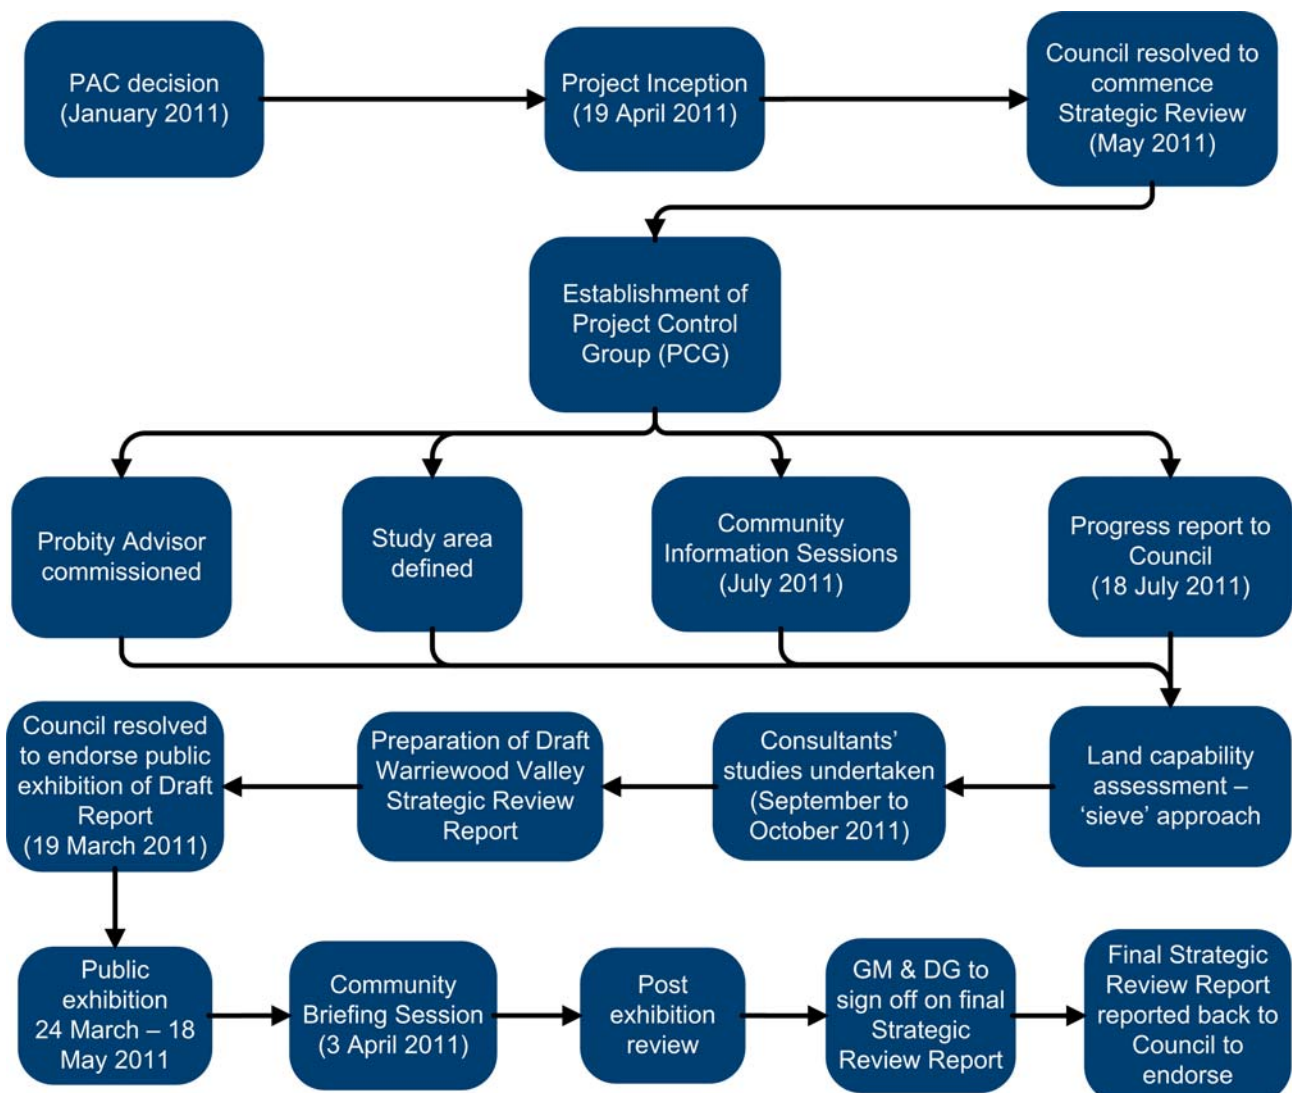 PAC decision
(January 2011)
Project Inception
(19 April 2011)
Council resolved to
commence
Strategic Review
(May 2011)
Establishment of
Project Control
Group (PCG)
Probity Advisor
commissioned
Study area
defined
Community
Information Sessions
(July 2011)
Progress report to
Council
(18 July 2011)
Land capability
assessment –
‘sieve’ approach
Consultants’
studies undertaken
(September to
October 2011)
Preparation of Draft
Warriewood Valley
Strategic Review
Report
Council resolved
to endorse public
exhibition of Draft
Report
(19 March 2011)
Public
exhibition
24 March – 18
May 2011
Community
Briefing Session
(3 April 2011)
Post
exhibition
review
GM & DG to
sign off on final
Strategic
Review Report
Final Strategic
Review Report
reported back to
Council to
endorse